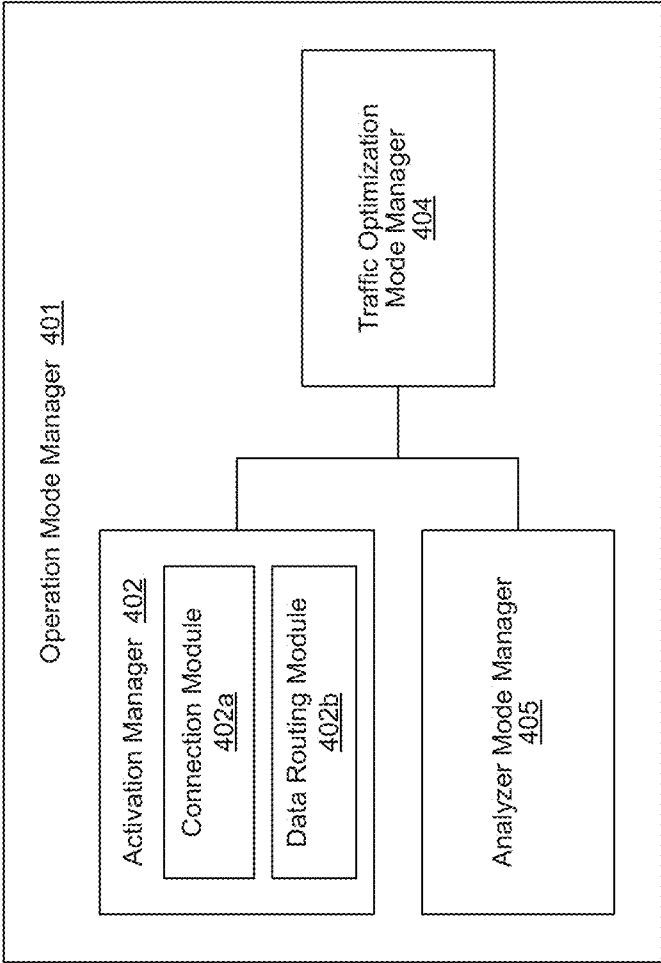 Operation Mode Manager 401
Activation Manager 402
Connection Module
402a
Data Routing Module
402b
Analyzer Mode Manager
405
Traffic Optimization
Mode Manager
404